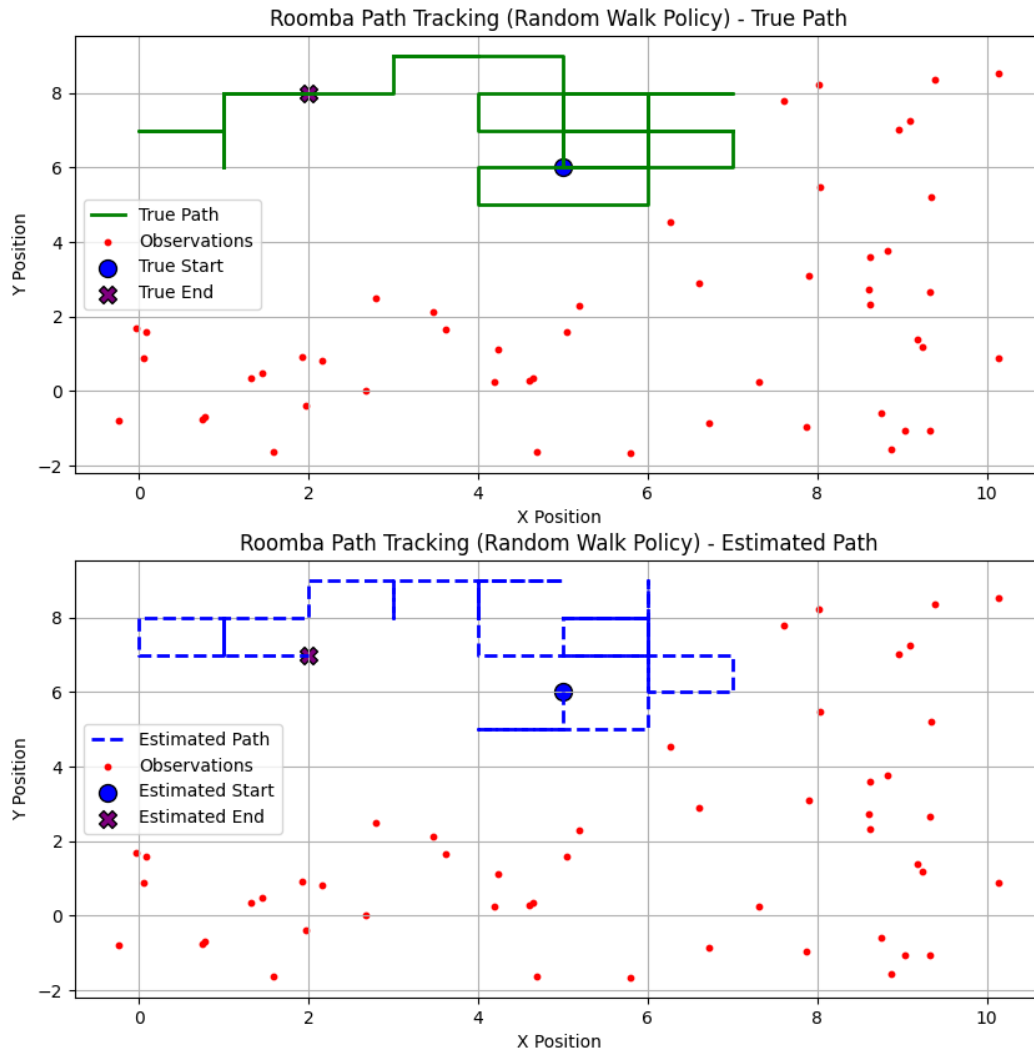 Roomba Path Tracking (Random Walk Policy) - True Path
Y Position
8
6
4
2
0
−2
True Path
Observations
True Start
True End
0 2 4 6 8 10
X Position
Roomba Path Tracking (Random Walk Policy) - Estimated Path
Y Position
8
6
4
2
0
−2
Estimated Path
Observations
Estimated Start
Estimated End
0 2 4 6 8 10
X Position